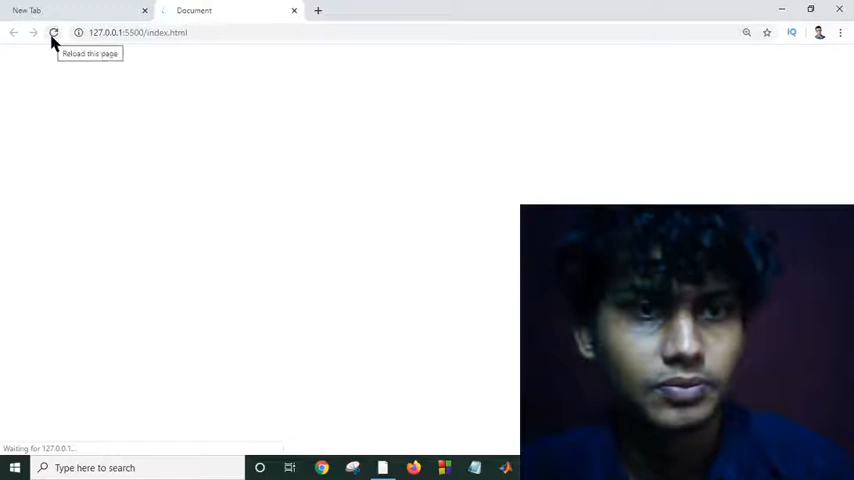 New Tab
Document
127.0.0.1:5500/index.html
IQ
Reload this page
Waiting for 127.0.0.1...
Type here to search